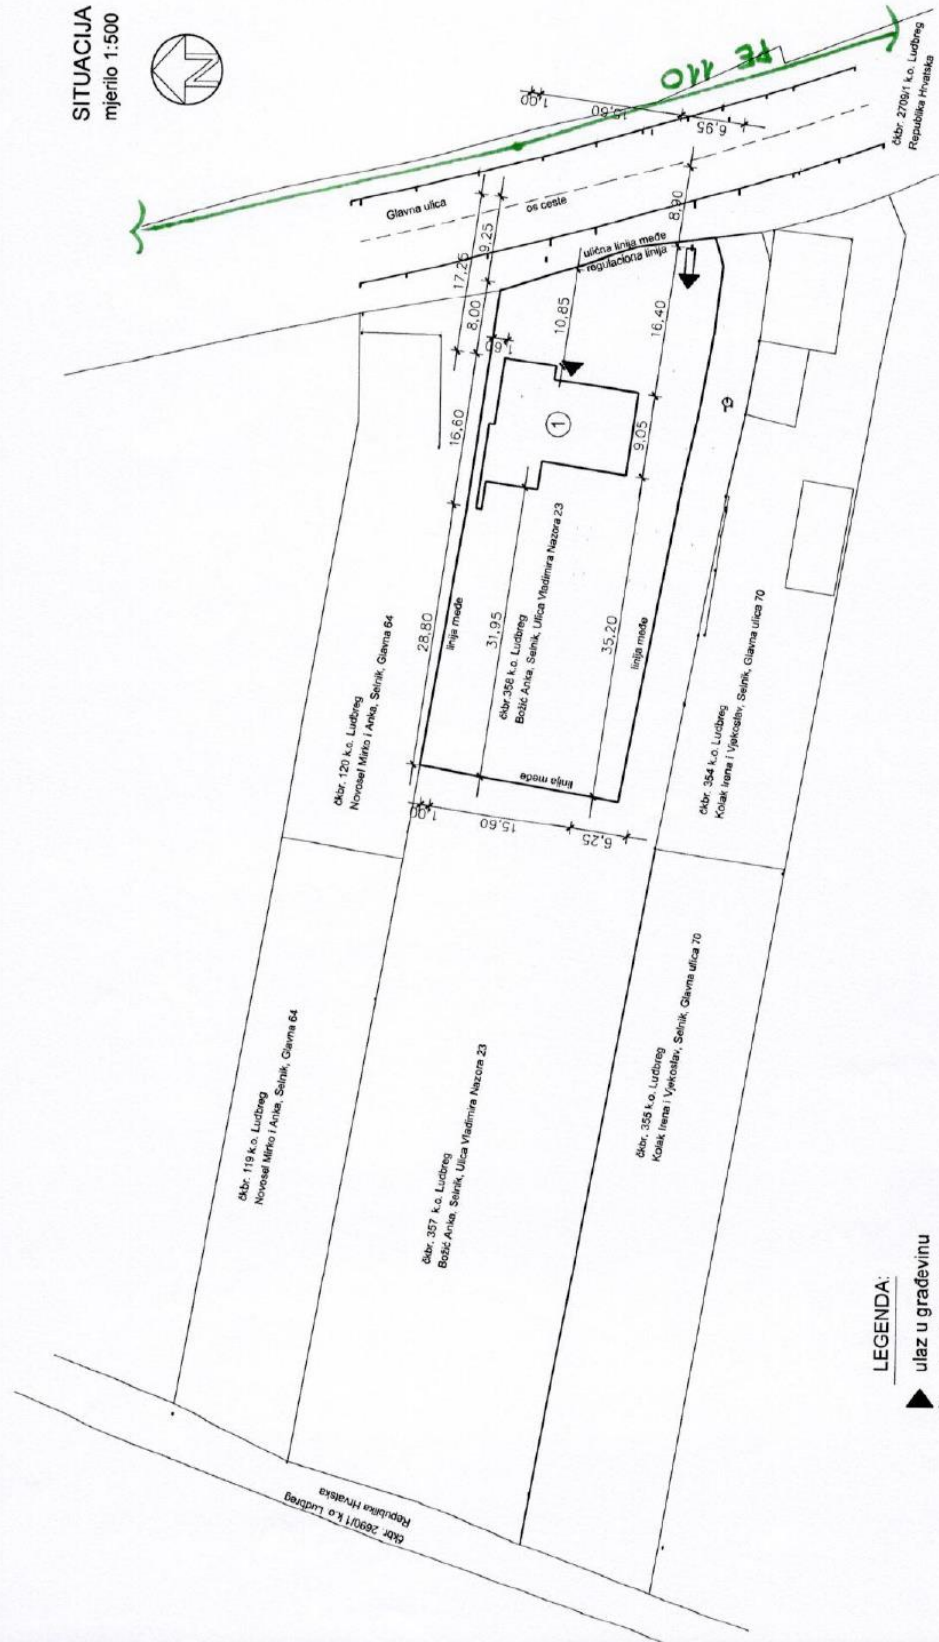 SITUACIJA
mjerilo 1:500
N
PE 110
čkbr. 2709/1 k.o. Ludbreg
Republika Hrvatska
Glavna ulica
os ceste
ulična linija međe
regulaciona linija
1,00
15,60
6,95
17,25
9,25
8,00
8,90
1,60
10,85
16,40
16,60
9,05
1
28,80
31,95
35,20
linija međe
linija međe
linija međe
čkbr. 358 k.o. Ludbreg
Božić Anka, Selnik, Ulica Vladimira Nazora 23
1,00
15,60
6,25
čkbr. 120 k.o. Ludbreg
Novosel Mirko i Anka, Selnik, Glavna 64
čkbr. 354 k.o. Ludbreg
Kolak Irena i Vjekoslav, Selnik, Glavna ulica 70
čkbr. 119 k.o. Ludbreg
Novosel Mirko i Anka, Selnik, Glavna 64
čkbr. 357 k.o. Ludbreg
Božić Anka, Selnik, Ulica Vladimira Nazora 23
čkbr. 355 k.o. Ludbreg
Kolak Irena i Vjekoslav, Selnik, Glavna ulica 70
čkbr. 2690/1 k.o. Ludbreg
Republika Hrvatska
LEGENDA:
ulaz u građevinu